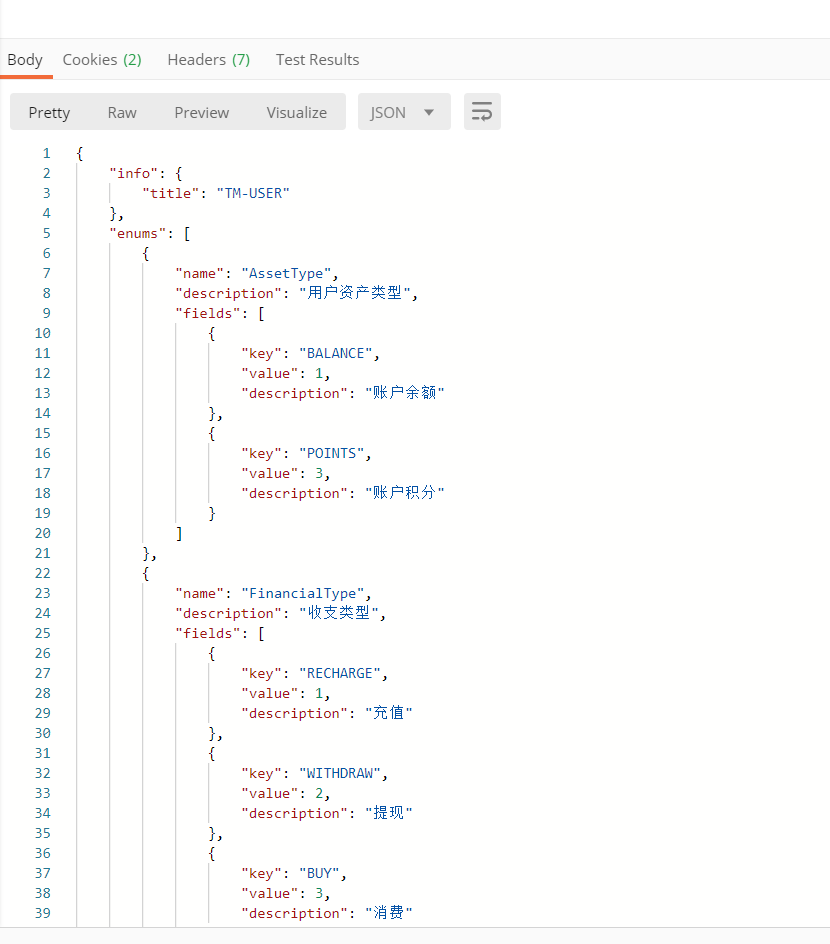 Body Cookies (2) Headers (7) Test Results
Pretty Raw Preview Visualize JSON
1 {
2 "info": {
3 "title": "TM-USER"
4 },
5 "enums": [
6 {
7 "name": "AssetType",
8 "description": "用户资产类型",
9 "fields": [
10 {
11 "key": "BALANCE",
12 "value": 1,
13 "description": "账户余额"
14 },
15 {
16 "key": "POINTS",
17 "value": 3,
18 "description": "账户积分"
19 }
20 ]
21 },
22 {
23 "name": "FinancialType",
24 "description": "收支类型",
25 "fields": [
26 {
27 "key": "RECHARGE",
28 "value": 1,
29 "description": "充值"
30 },
31 {
32 "key": "WITHDRAW",
33 "value": 2,
34 "description": "提现"
35 },
36 {
37 "key": "BUY",
38 "value": 3,
39 "description": "消费"